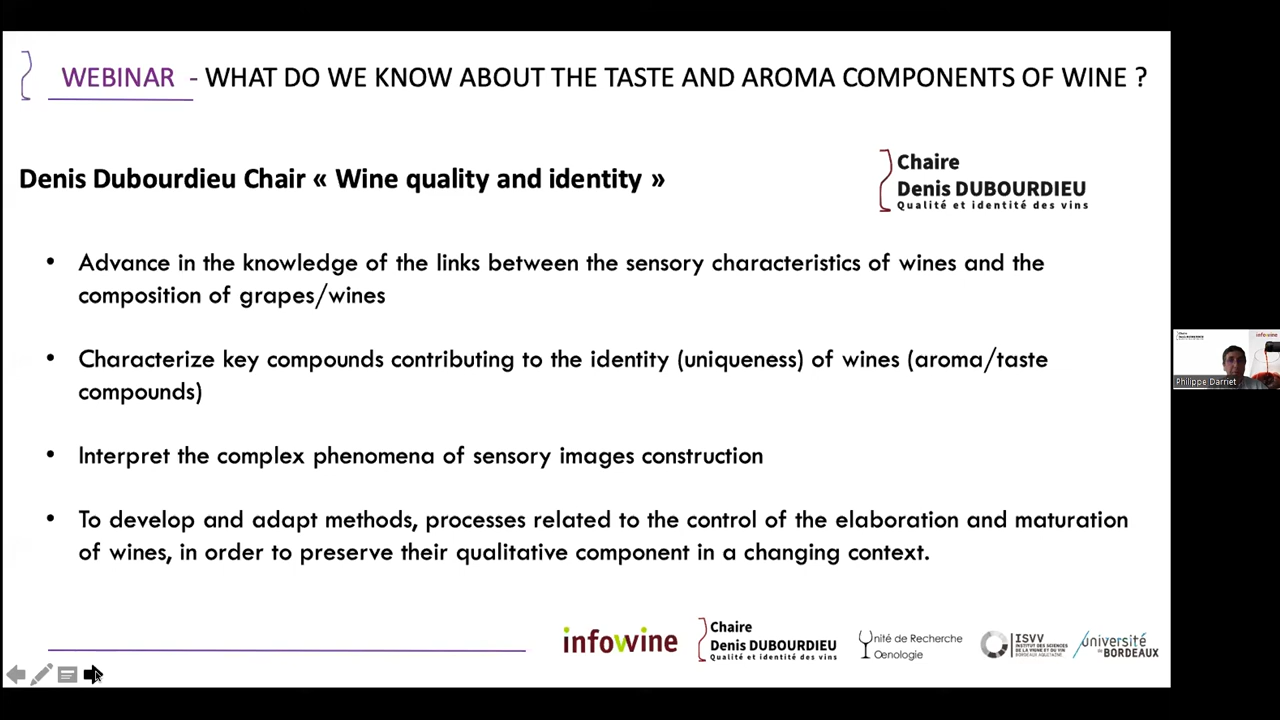 WEBINAR - WHAT DO WE KNOW ABOUT THE TASTE AND AROMA COMPONENTS OF WINE ?
Denis Dubourdieu Chair « Wine quality and identity »
Chaire
Denis DUBOURDIEU
Qualité et identité des vins
• Advance in the knowledge of the links between the sensory characteristics of wines and the
composition of grapes/wines
• Characterize key compounds contributing to the identity (uniqueness) of wines (aroma/taste
compounds)
• Interpret the complex phenomena of sensory images construction
• To develop and adapt methods, processes related to the control of the elaboration and maturation
of wines, in order to preserve their qualitative component in a changing context.
Philippe Darriet
infowine
Chaire
Denis DUBOURDIEU
Qualité et identité des vins
Unité de Recherche
Œnologie
ISVV
INSTITUT DES SCIENCES
DE LA VIGNE ET DU VIN
BORDEAUX AQUITAINE
université
de BORDEAUX